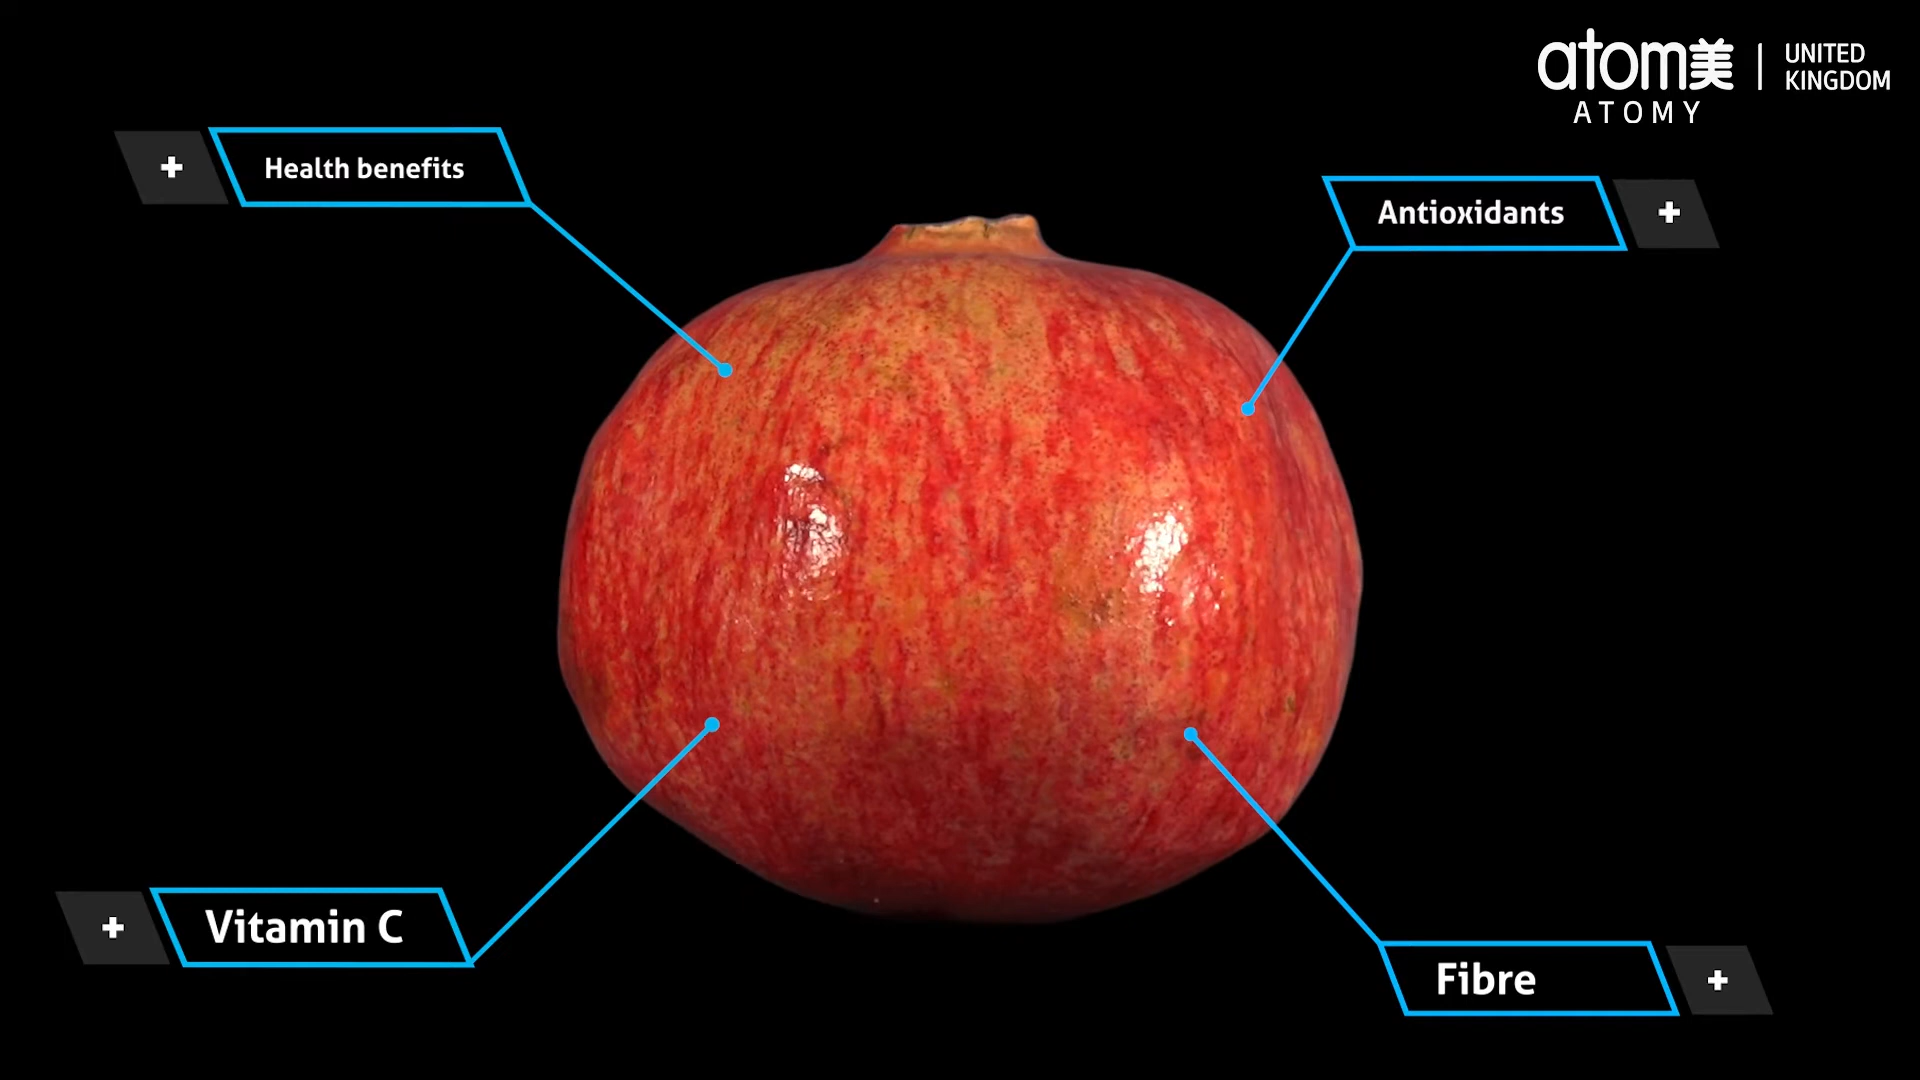 atom美
ATOMY
UNITED
KINGDOM
Health benefits
Antioxidants
Vitamin C
Fibre